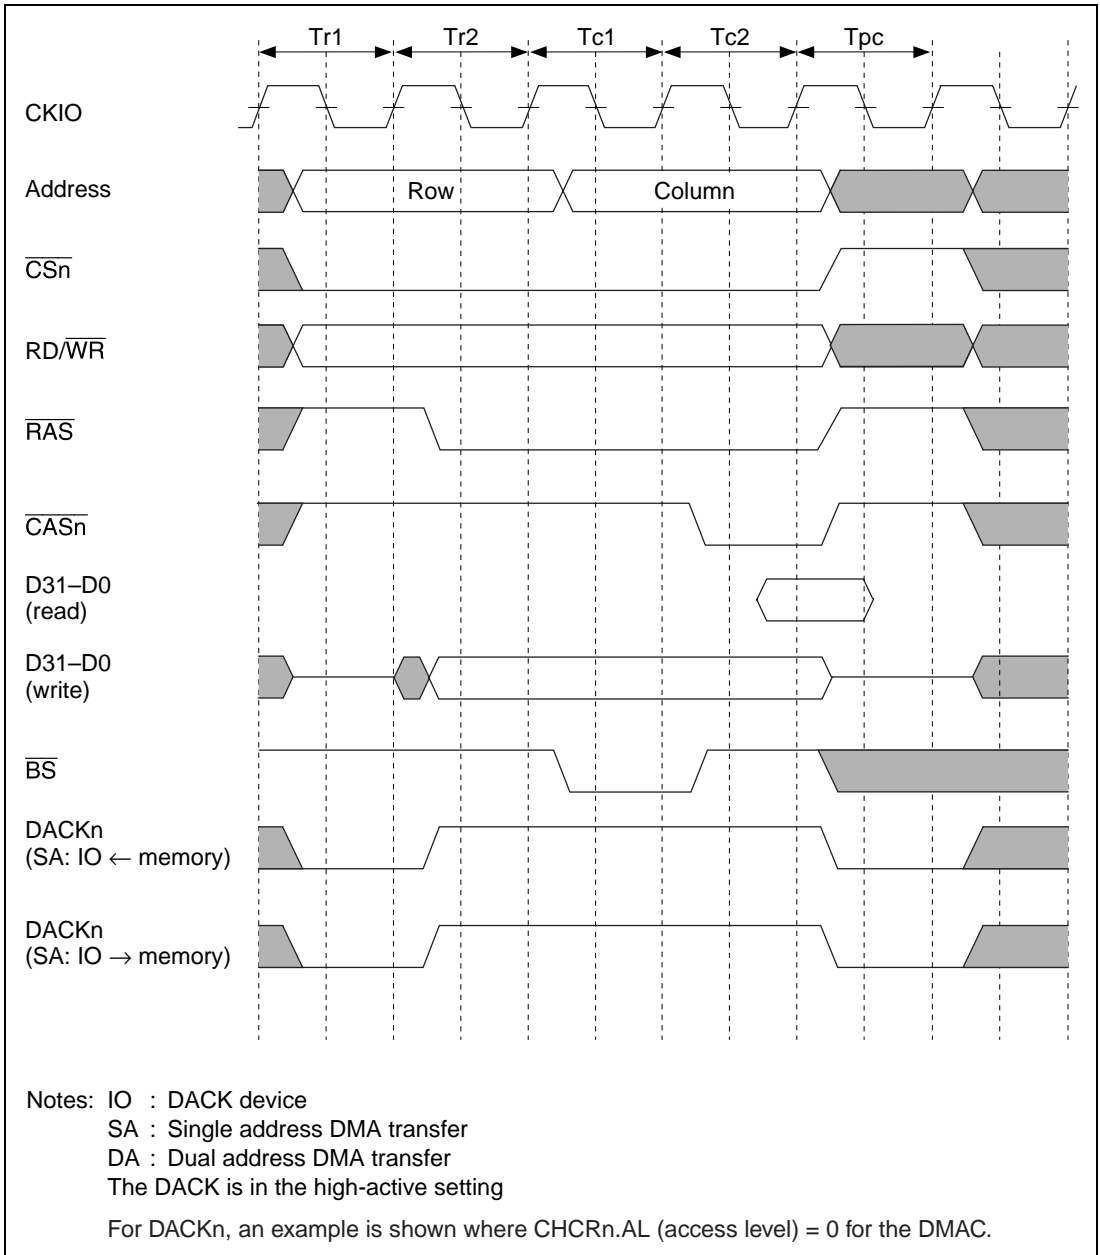 Tr1 Tr2 Tc1 Tc2 Tpc
CKIO
Address Row Column
CSn
RD/WR
RAS
CASn
D31–D0
(read)
D31–D0
(write)
BS
DACKn
(SA: IO ← memory)
DACKn
(SA: IO → memory)
Notes: IO : DACK device
SA : Single address DMA transfer
DA : Dual address DMA transfer
The DACK is in the high-active setting
For DACKn, an example is shown where CHCRn.AL (access level) = 0 for the DMAC.